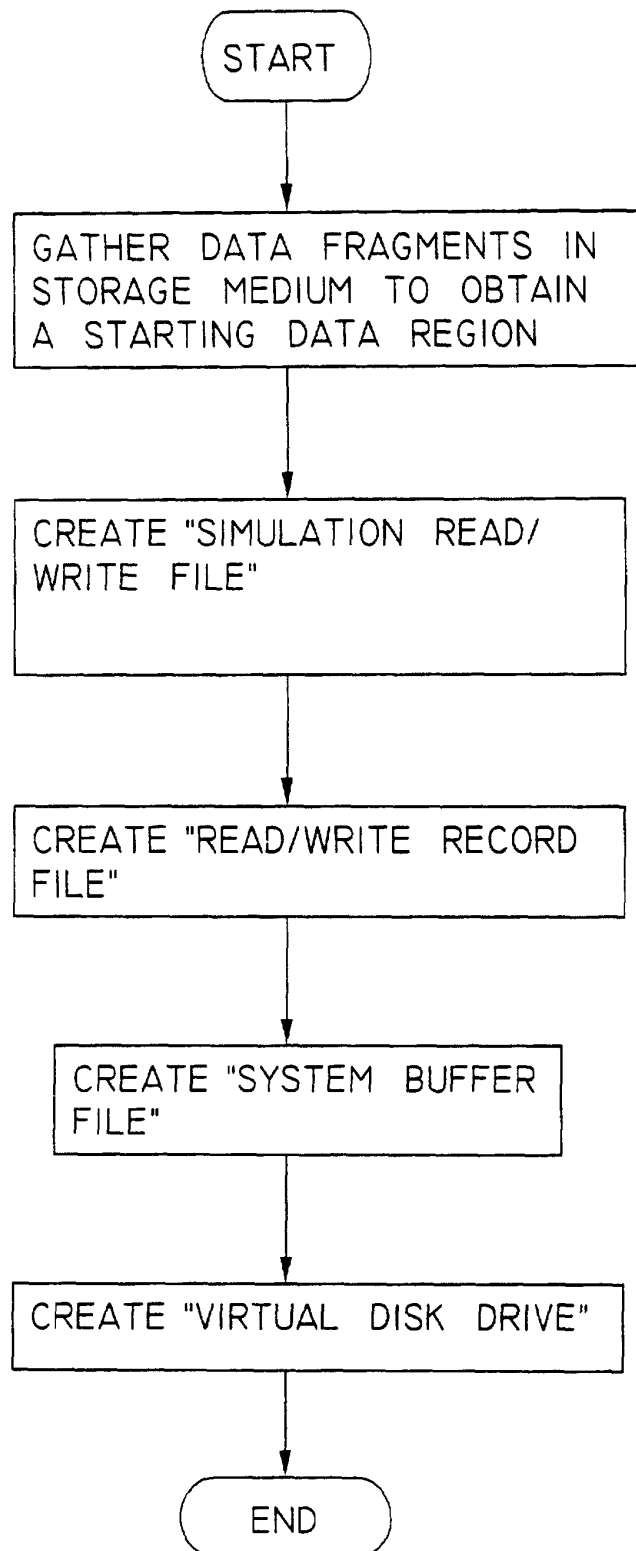 START
GATHER DATA FRAGMENTS IN
STORAGE MEDIUM TO OBTAIN
A STARTING DATA REGION
CREATE "SIMULATION READ/
WRITE FILE"
CREATE "READ/WRITE RECORD
FILE"
CREATE "SYSTEM BUFFER
FILE"
CREATE "VIRTUAL DISK DRIVE"
END